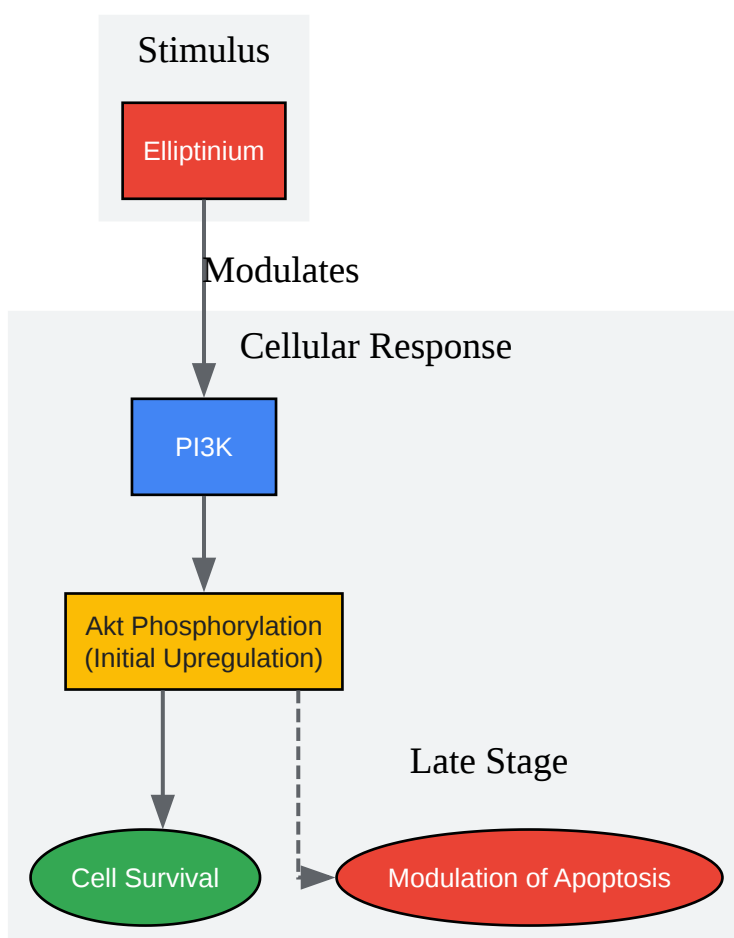 Stimulus
Elliptinium
Modulates
Cellular Response
PI3K
Akt Phosphorylation
(Initial Upregulation)
Late Stage
Cell Survival
Modulation of Apoptosis